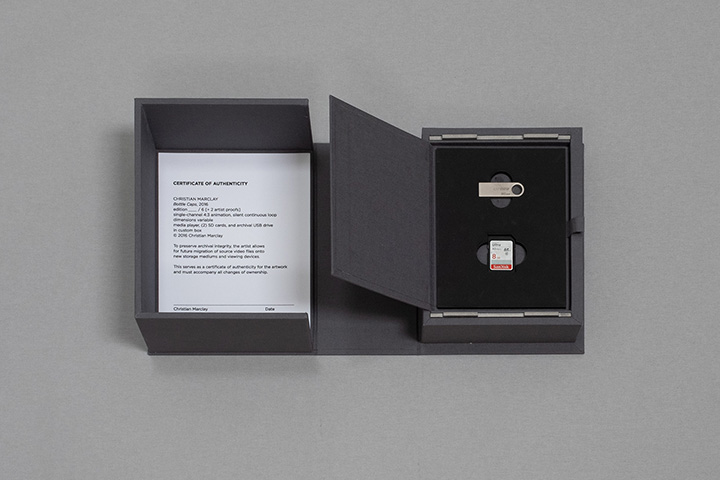 CERTIFICATE OF AUTHENTICITY
CHRISTIAN MARCLAY
Bottle Caps, 2016
edition ___ / 6 [+ 2 artist proofs]
single-channel 4:3 animation, silent continuous loop
dimensions variable
media player, (2) SD cards, and archival USB drive
in custom box
© 2016 Christian Marclay
To preserve archival integrity, the artist allows
for future migration of source video files onto
new storage mediums and viewing devices.
This serves as a certificate of authenticity for the artwork
and must accompany all changes of ownership.
Christian Marclay Date
Ultra
8
SanDisk